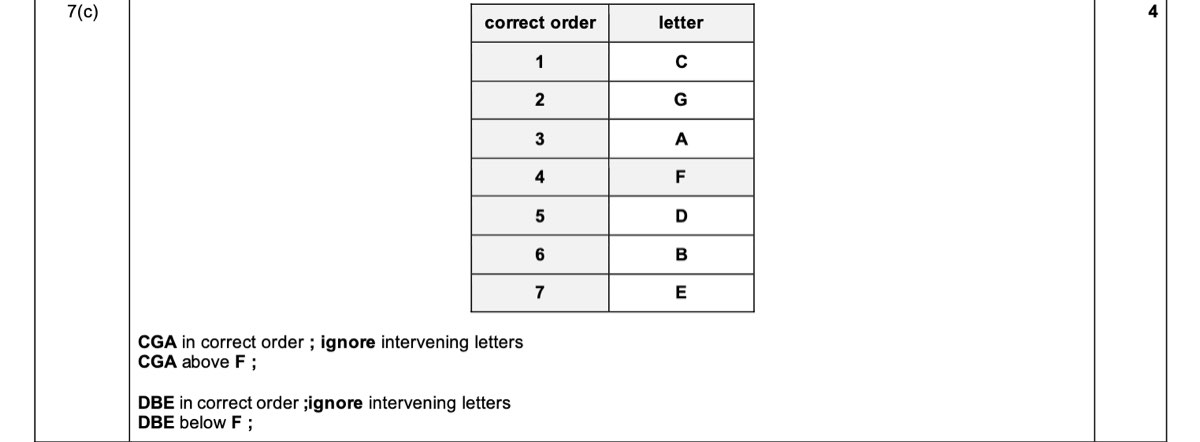 7(c)
4
correct order letter
1 C
2 G
3 A
4 F
5 D
6 B
7 E
CGA in correct order ; ignore intervening letters
CGA above F ;
DBE in correct order ;ignore intervening letters
DBE below F ;